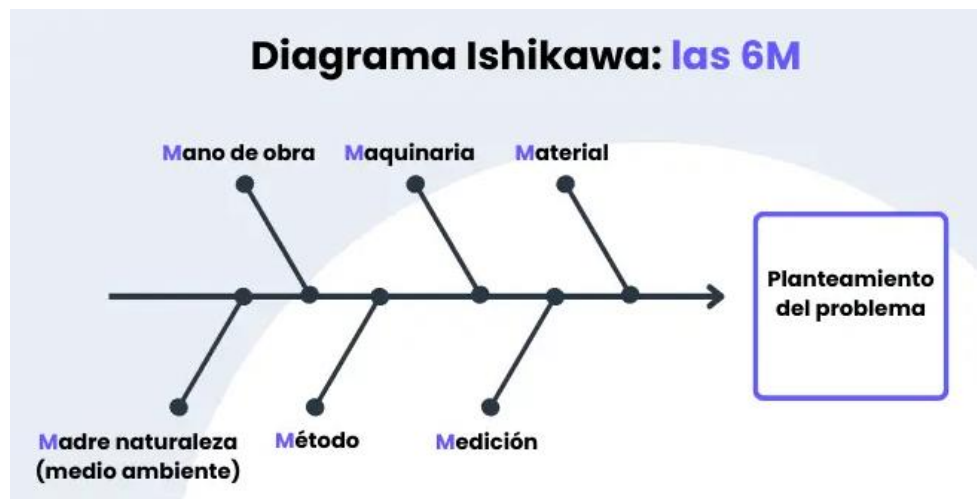 Diagrama Ishikawa: las 6M
Mano de obra
Maquinaria
Material
Planteamiento
del problema
Madre naturaleza
(medio ambiente)
Método
Medición